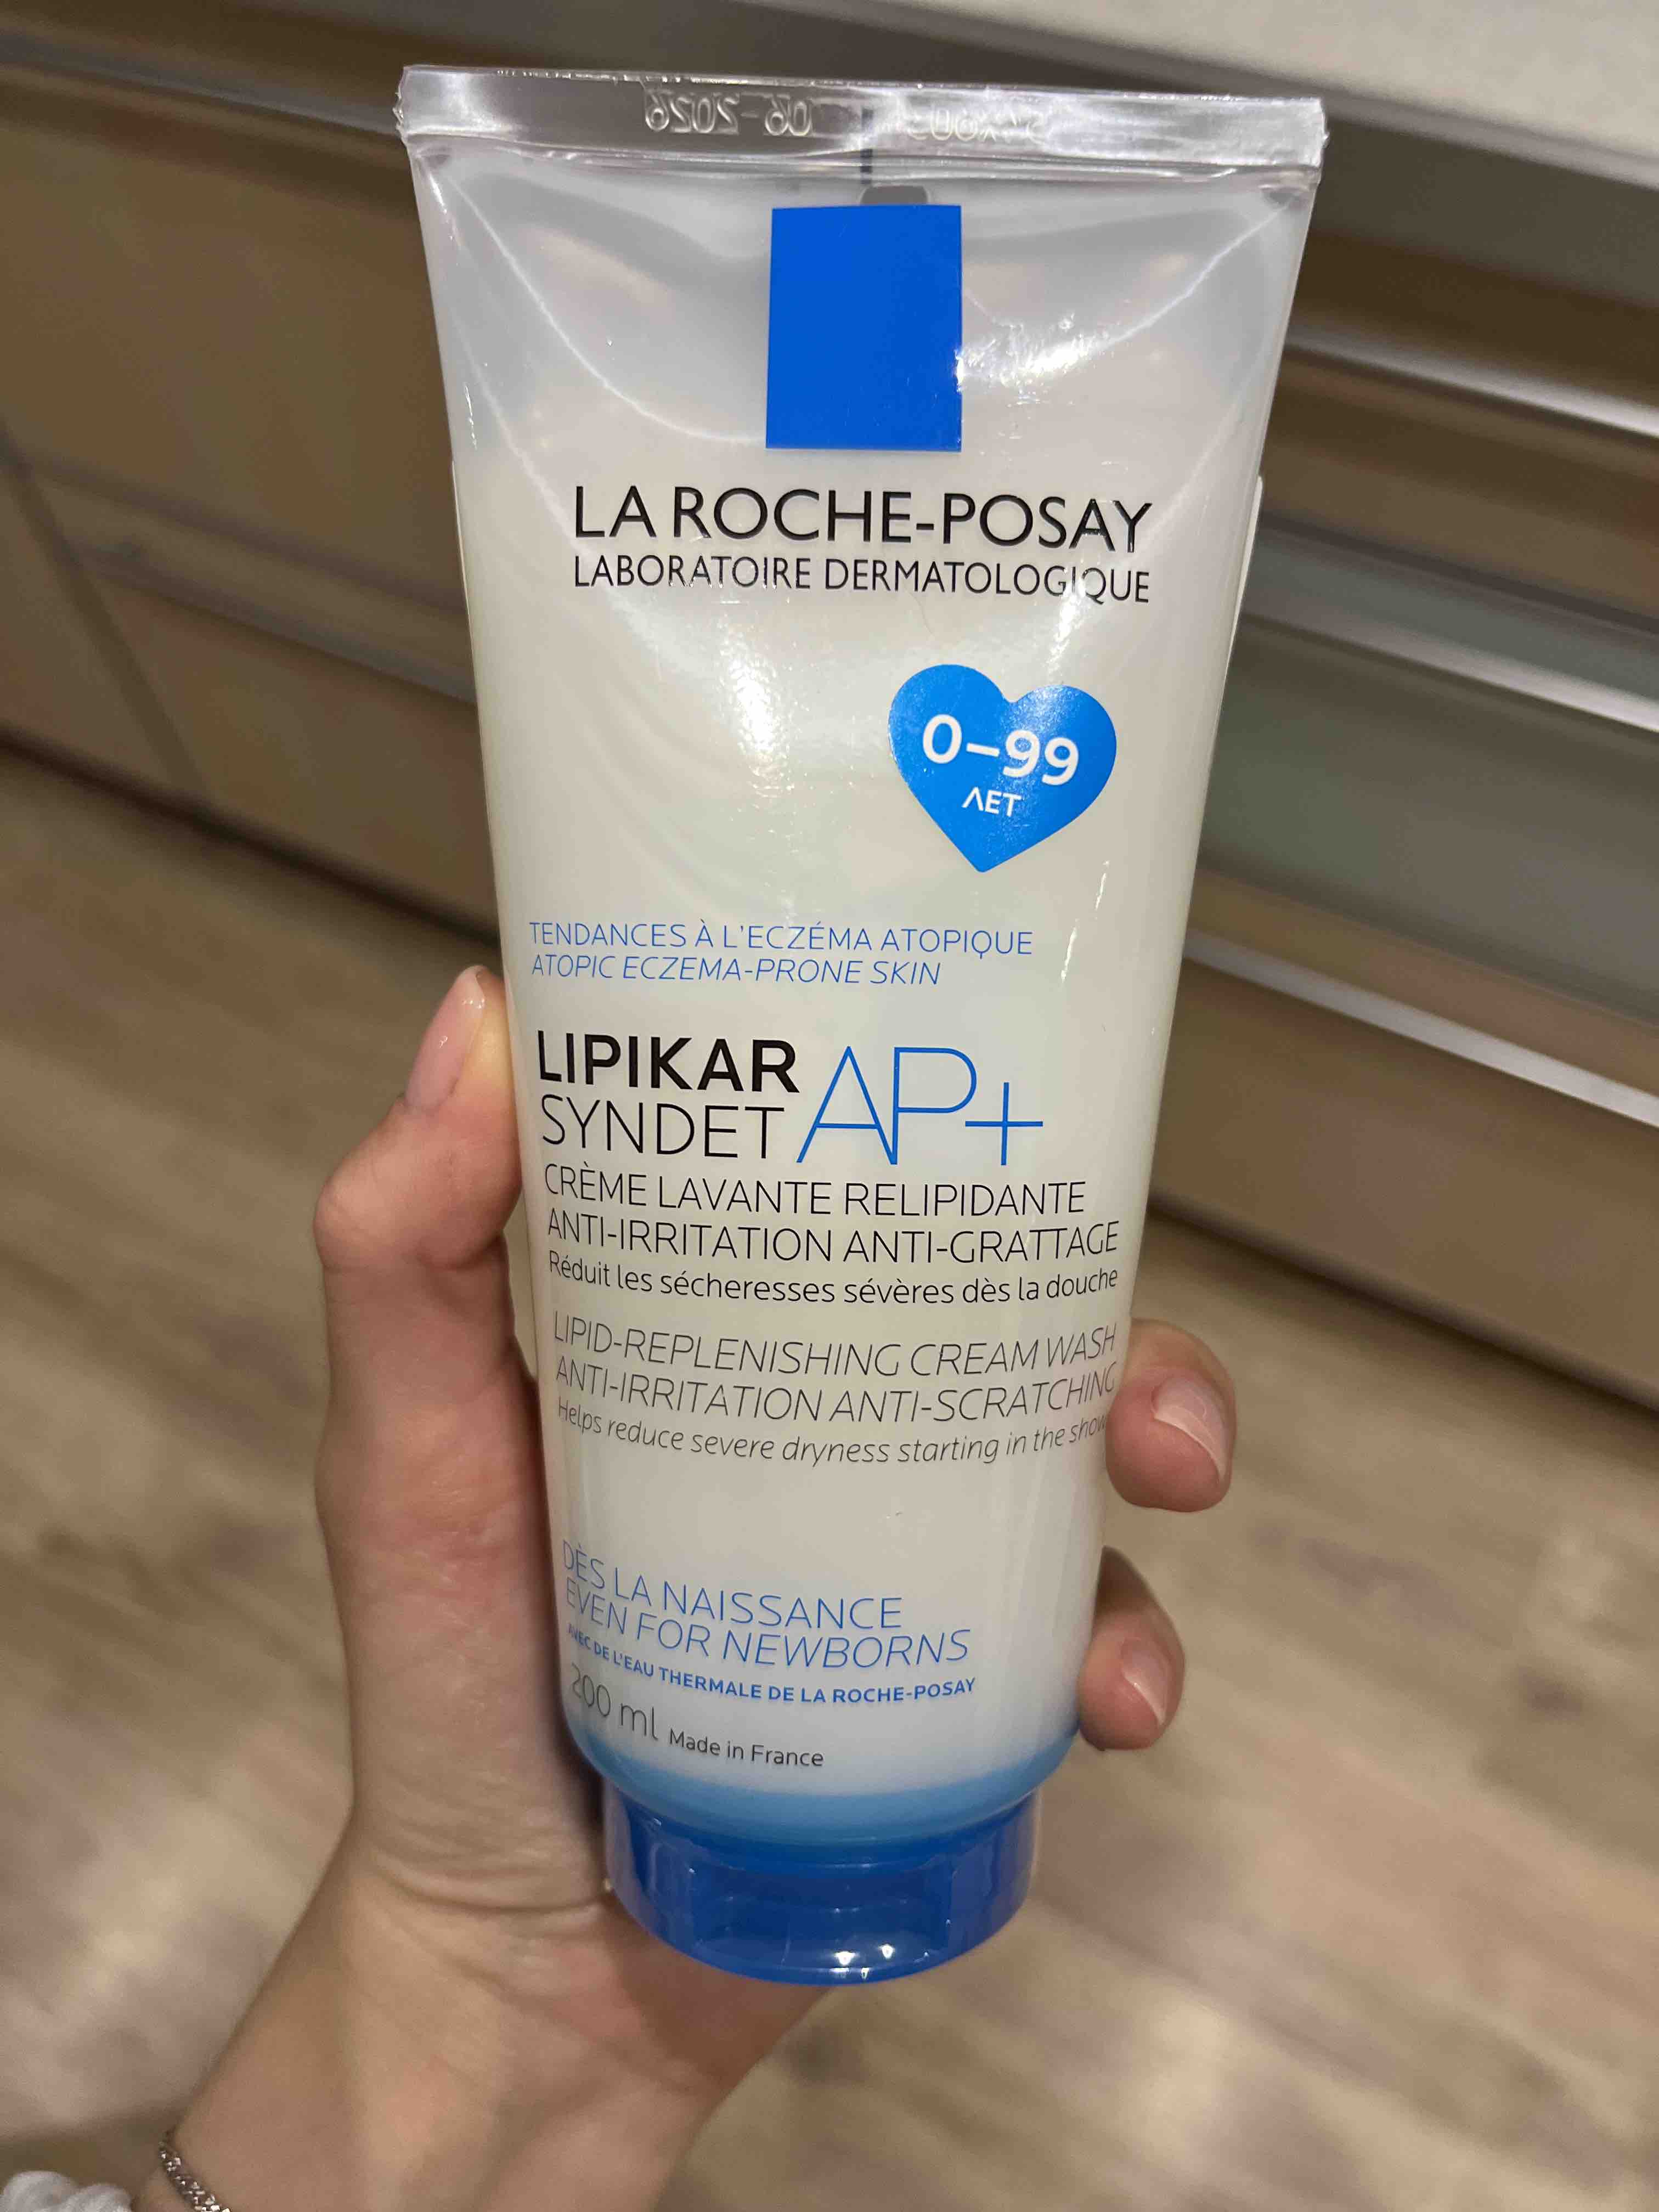 LA ROCHE-POSAY
LABORATOIRE DERMATOLOGIQUE
0–99
ЛЕТ
TENDANCES À L'ECZÉMA ATOPIQUE
ATOPIC ECZEMA-PRONE SKIN
LIPIKAR
SYNDET AP+
CRÈME LAVANTE RELIPIDANTE
ANTI-IRRITATION ANTI-GRATTAGE
Réduit les sécheresses sévères dès la douche
LIPID-REPLENISHING CREAM WASH
ANTI-IRRITATION ANTI-SCRATCHING
Helps reduce severe dryness starting in the
DÈS LA NAISSANCE
EVEN FOR NEWBORNS
AVEC DE L'EAU THERMALE DE LA ROCHE-POSAY
200 ml Made in France